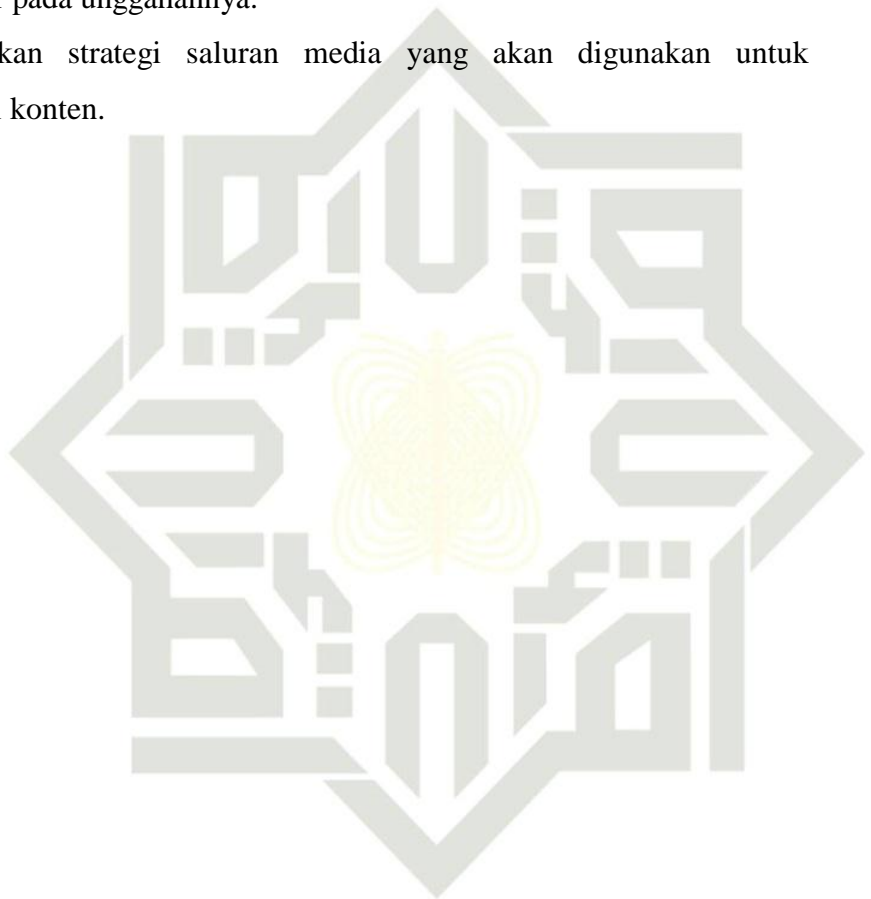 pada unggahannya.
kan strategi saluran media yang akan digunakan untuk
konten.